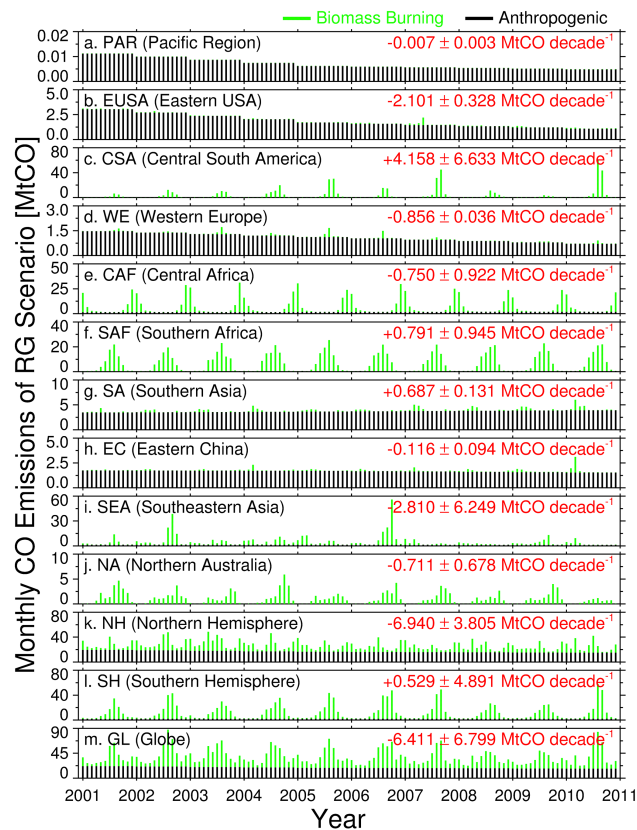 Biomass Burning Anthropogenic
Monthly CO Emissions of RG Scenario [MtCO]
0.02
0.01
0.00
a. PAR (Pacific Region) -0.007 ± 0.003 MtCO decade⁻¹
5.0
2.5
0.0
b. EUSA (Eastern USA) -2.101 ± 0.328 MtCO decade⁻¹
80
40
0
c. CSA (Central South America) +4.158 ± 6.633 MtCO decade⁻¹
3.0
1.5
0.0
d. WE (Western Europe) -0.856 ± 0.036 MtCO decade⁻¹
50
25
0
e. CAF (Central Africa) -0.750 ± 0.922 MtCO decade⁻¹
40
20
0
f. SAF (Southern Africa) +0.791 ± 0.945 MtCO decade⁻¹
10
5
0
g. SA (Southern Asia) +0.687 ± 0.131 MtCO decade⁻¹
5.0
2.5
0.0
h. EC (Eastern China) -0.116 ± 0.094 MtCO decade⁻¹
60
30
0
i. SEA (Southeastern Asia) -2.810 ± 6.249 MtCO decade⁻¹
10
5
0
j. NA (Northern Australia) -0.711 ± 0.678 MtCO decade⁻¹
80
40
0
k. NH (Northern Hemisphere) -6.940 ± 3.805 MtCO decade⁻¹
80
40
0
l. SH (Southern Hemisphere) +0.529 ± 4.891 MtCO decade⁻¹
90
45
0
m. GL (Globe) -6.411 ± 6.799 MtCO decade⁻¹
2001 2002 2003 2004 2005 2006 2007 2008 2009 2010 2011
Year